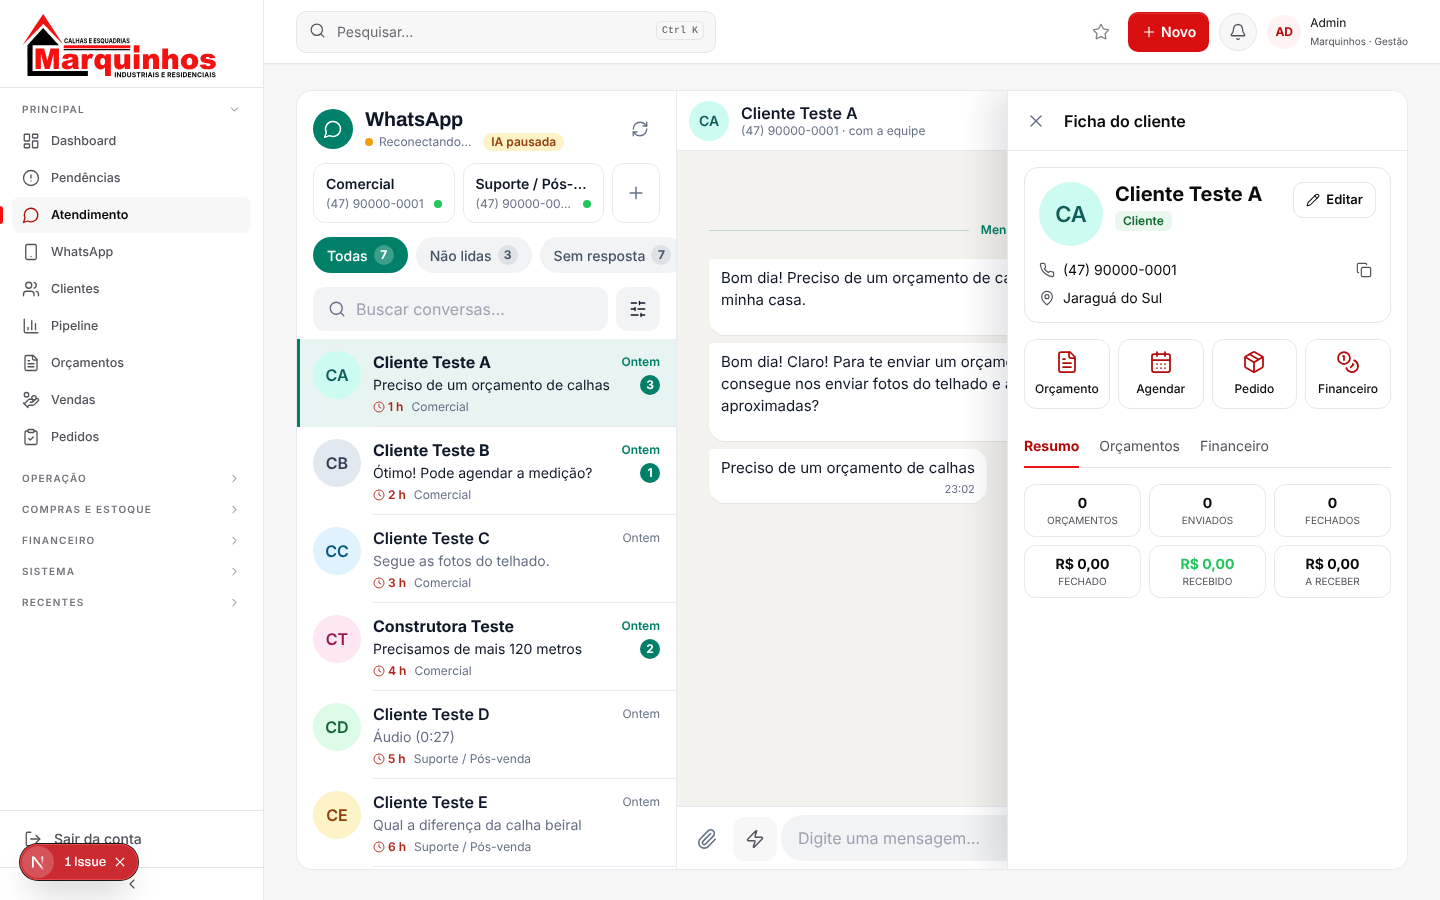 CALHAS E ESQUADRIAS
Marquinhos
INDUSTRIAIS E RESIDENCIAIS
PRINCIPAL
Dashboard
Pendências
Atendimento
WhatsApp
Clientes
Pipeline
Orçamentos
Vendas
Pedidos
OPERAÇÃO
COMPRAS E ESTOQUE
FINANCEIRO
SISTEMA
RECENTES
Sair da conta
N 1 Issue
Pesquisar...
Ctrl K
Novo
AD
Admin
Marquinhos · Gestão
WhatsApp
Reconectando...
IA pausada
Comercial
(47) 90000-0001
Suporte / Pós-...
(47) 90000-00...
Todas 7
Não lidas 3
Sem resposta 7
Buscar conversas...
CA
Cliente Teste A
Ontem
Preciso de um orçamento de calhas
3
1 h Comercial
CB
Cliente Teste B
Ontem
Ótimo! Pode agendar a medição?
1
2 h Comercial
CC
Cliente Teste C
Ontem
Segue as fotos do telhado.
3 h Comercial
CT
Construtora Teste
Ontem
Precisamos de mais 120 metros
2
4 h Comercial
CD
Cliente Teste D
Ontem
Áudio (0:27)
5 h Suporte / Pós-venda
CE
Cliente Teste E
Ontem
Qual a diferença da calha beiral
6 h Suporte / Pós-venda
CA
Cliente Teste A
(47) 90000-0001 · com a equipe
Men
Bom dia! Preciso de um orçamento de ca
minha casa.
Bom dia! Claro! Para te enviar um orçame
consegue nos enviar fotos do telhado e a
aproximadas?
Preciso de um orçamento de calhas
23:02
Digite uma mensagem...
Ficha do cliente
CA
Cliente Teste A
Cliente
Editar
(47) 90000-0001
Jaraguá do Sul
Orçamento
Agendar
Pedido
Financeiro
Resumo
Orçamentos
Financeiro
0
ORÇAMENTOS
0
ENVIADOS
0
FECHADOS
R$ 0,00
FECHADO
R$ 0,00
RECEBIDO
R$ 0,00
A RECEBER